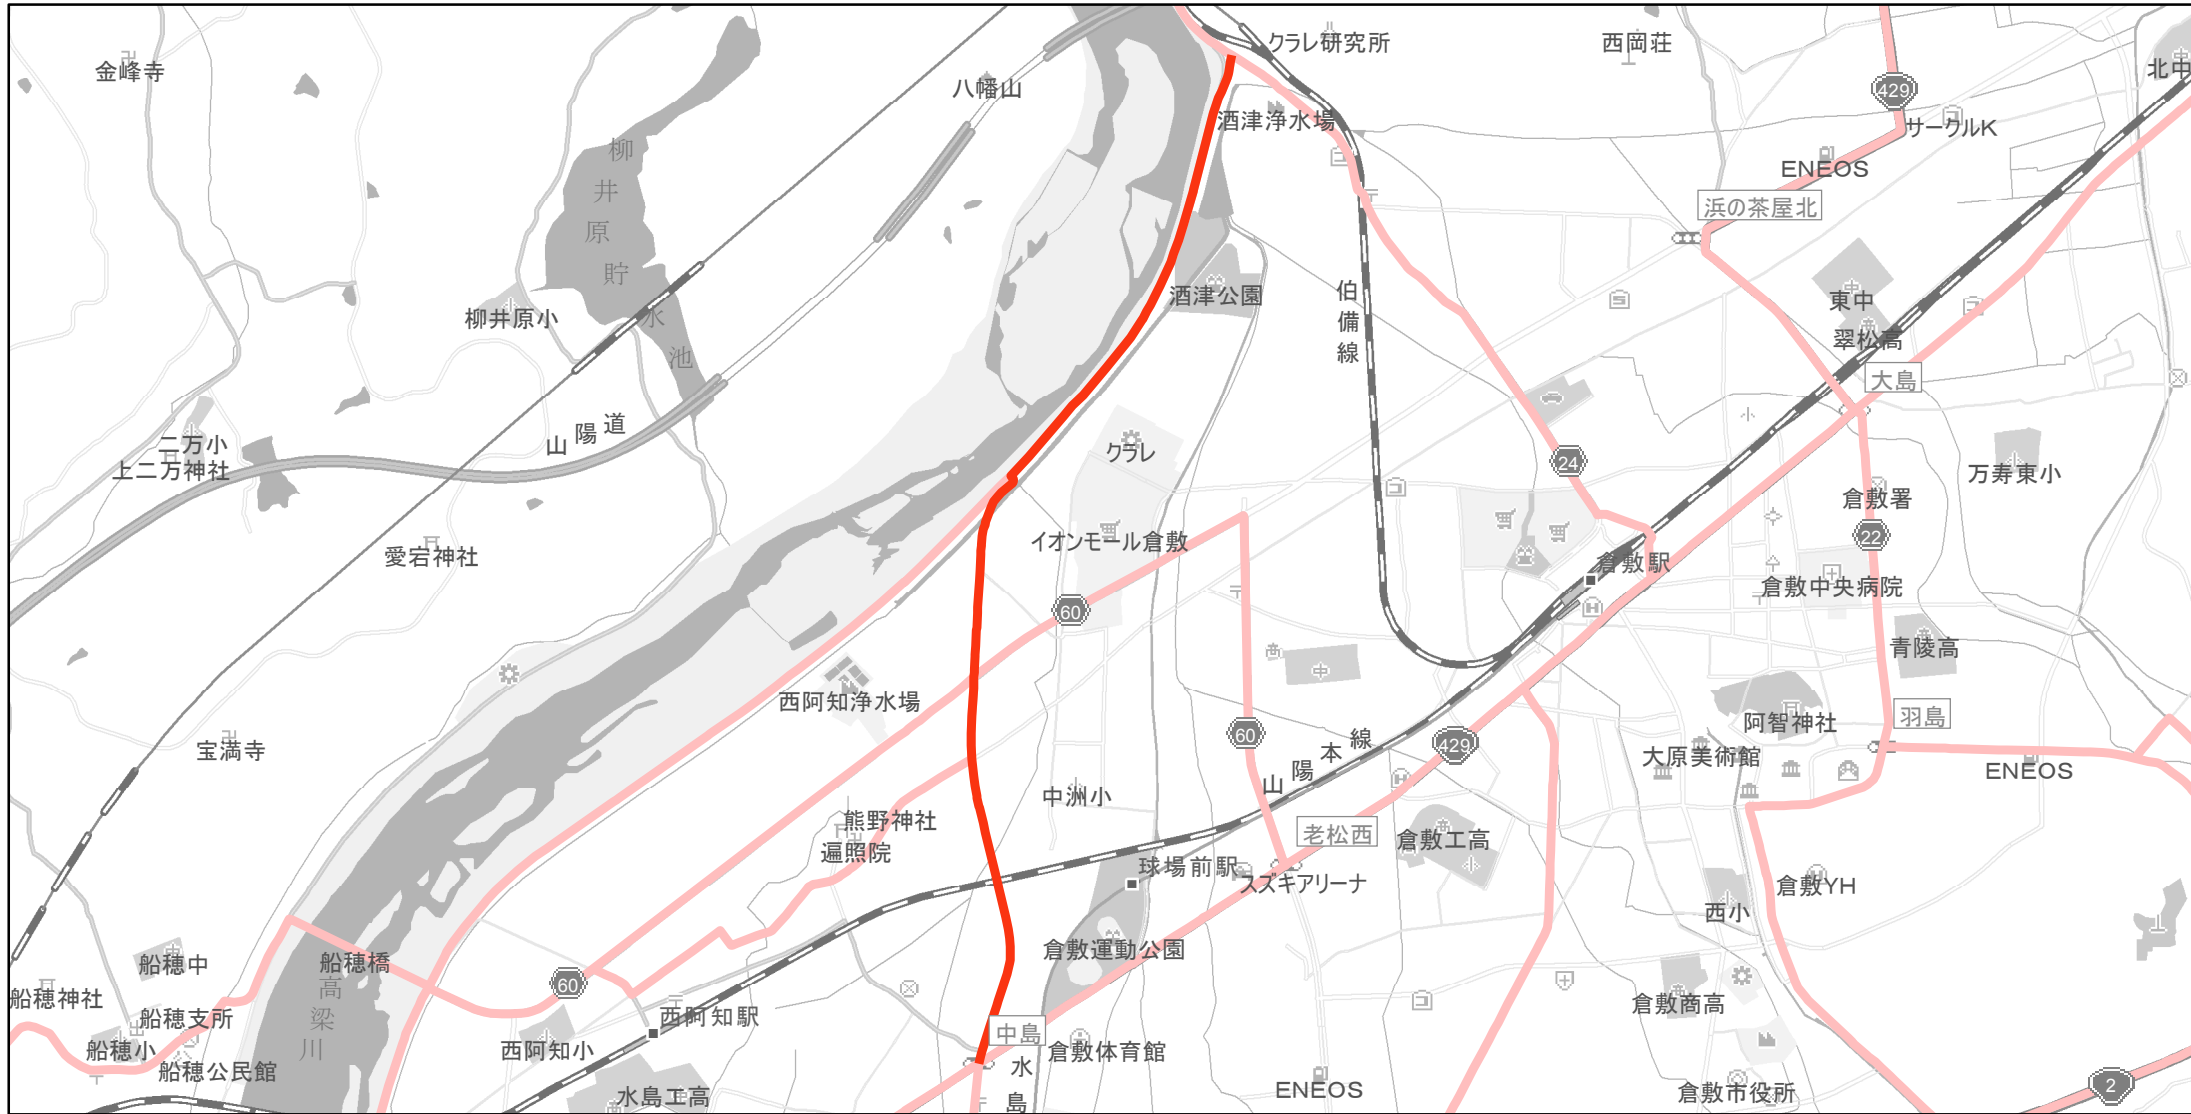 クラレ研究所
西岡荘
金峰寺
北中
八幡山
429
酒津浄水場
サークルK
柳井原貯水池
ENEOS
浜の茶屋北
酒津公園
伯備線
東中
柳井原小
翠松高
大島
山陽道
二万小
上二万神社
クラレ
24
万寿東小
倉敷署
22
イオンモール倉敷
愛宕神社
倉敷駅
倉敷中央病院
60
青陵高
西阿知浄水場
阿智神社
羽島
60
429
山陽本線
宝満寺
大原美術館
ENEOS
中洲小
熊野神社
遍照院
老松西
倉敷工高
球場前駅
スズキアリーナ
倉敷YH
西小
倉敷運動公園
船穂中
船穂橋
60
高梁川
船穂神社
倉敷商高
船穂支所
西阿知駅
中島
船穂小
西阿知小
倉敷体育館
船穂公民館
水島
水島工高
ENEOS
倉敷市役所
2